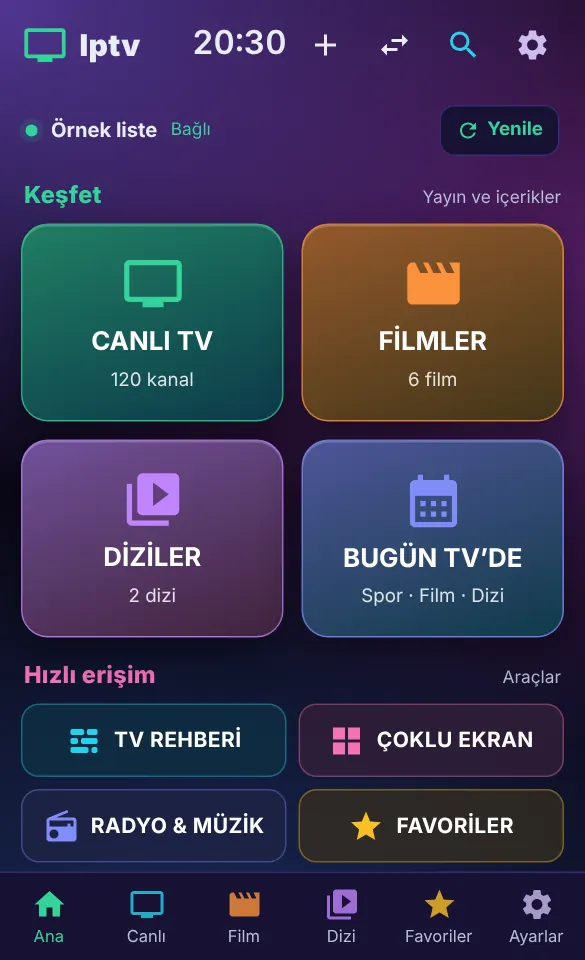 Iptv 20:30
Örnek liste Bağlı Yenile
Keşfet Yayın ve içerikler
CANLI TV
120 kanal
FİLMLER
6 film
DİZİLER
2 dizi
BUGÜN TV’DE
Spor · Film · Dizi
Hızlı erişim Araçlar
TV REHBERİ ÇOKLU EKRAN
RADYO & MÜZİK FAVORİLER
Ana Canlı Film Dizi Favoriler Ayarlar